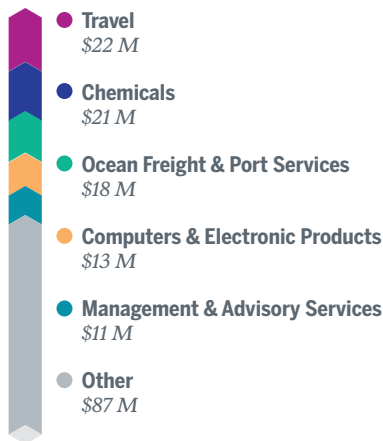 Travel
$22 M
Chemicals
$21 M
Ocean Freight & Port Services
$18 M
Computers & Electronic Products
$13 M
Management & Advisory Services
$11 M
Other
$87 M